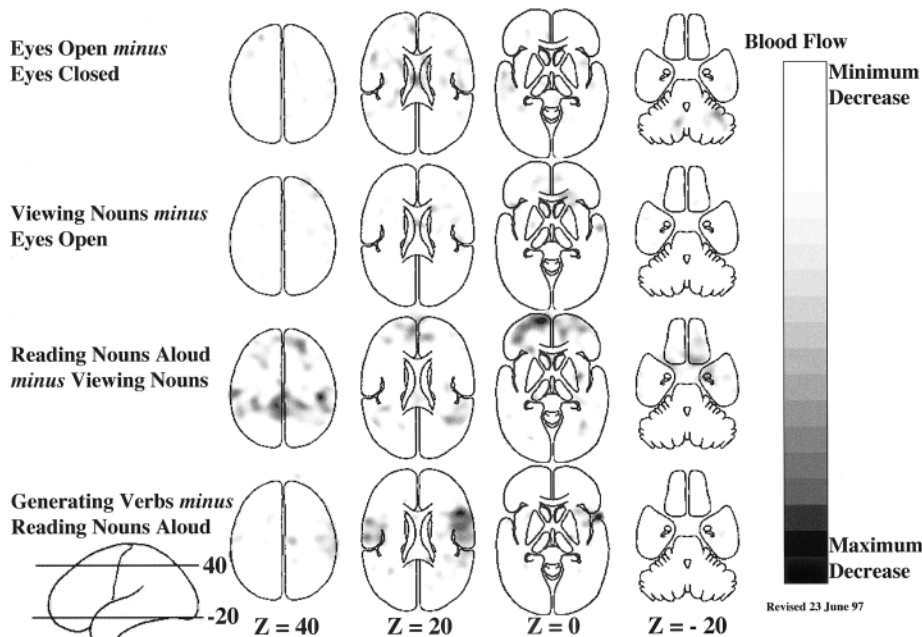 Eyes Open minus
Eyes Closed
Blood Flow
Minimum
Decrease
Viewing Nouns minus
Eyes Open
Reading Nouns Aloud
minus Viewing Nouns
Generating Verbs minus
Reading Nouns Aloud
40
-20
Z = 40
Z = 20
Z = 0
Z = - 20
Maximum
Decrease
Revised 23 June 97